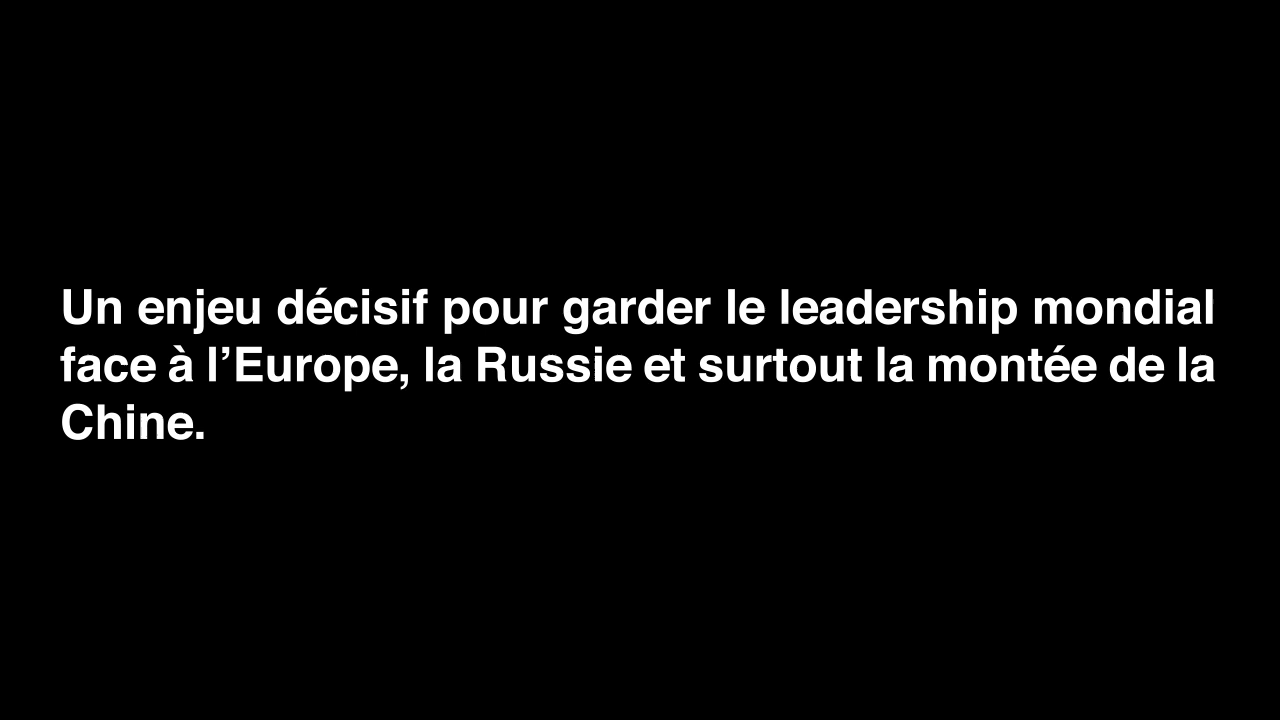 Un enjeu décisif pour garder le leadership mondial
face à l’Europe, la Russie et surtout la montée de la
Chine.